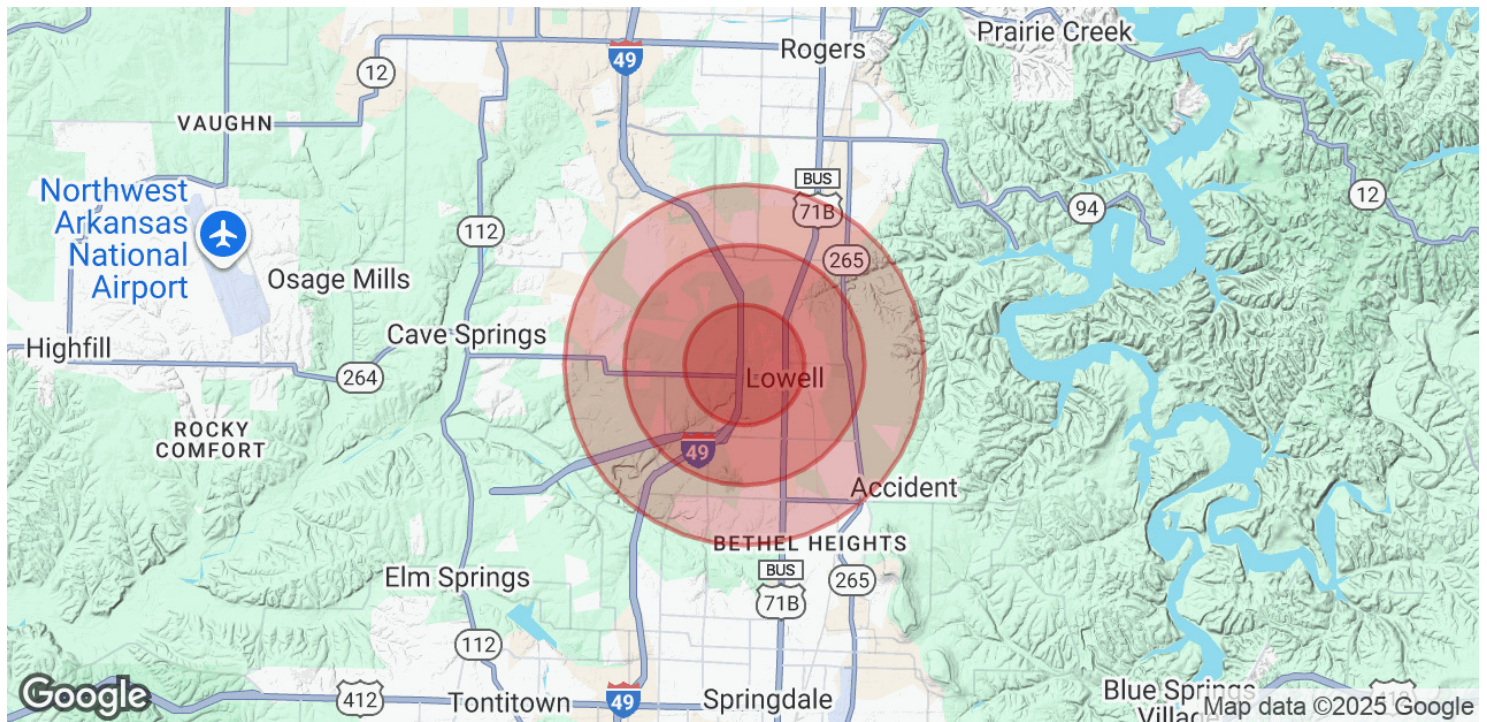 Prairie Creek
Rogers
49
12
VAUGHN
Northwest
Arkansas
National
Airport
BUS
71B
12
94
112
265
Osage Mills
Cave Springs
Highfill
264
Lowell
ROCKY
COMFORT
49
Accident
BETHEL HEIGHTS
Elm Springs
BUS
71B
265
112
Google
412
Tontitown
49
Springdale
Blue Springs
Village
Map data ©2025 Google